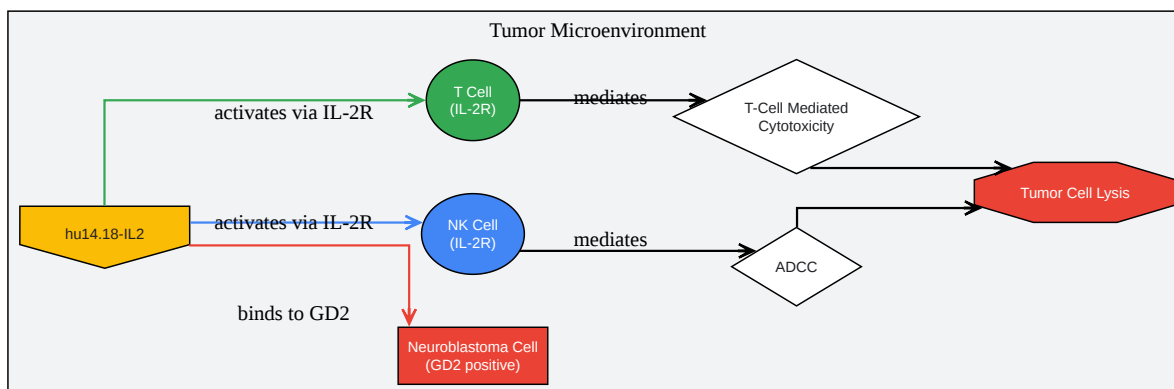 Tumor Microenvironment
T Cell
(IL-2R)
mediates
T-Cell Mediated
Cytotoxicity
activates via IL-2R
Tumor Cell Lysis
hu14.18-IL2
activates via IL-2R
NK Cell
(IL-2R)
mediates
ADCC
binds to GD2
Neuroblastoma Cell
(GD2 positive)